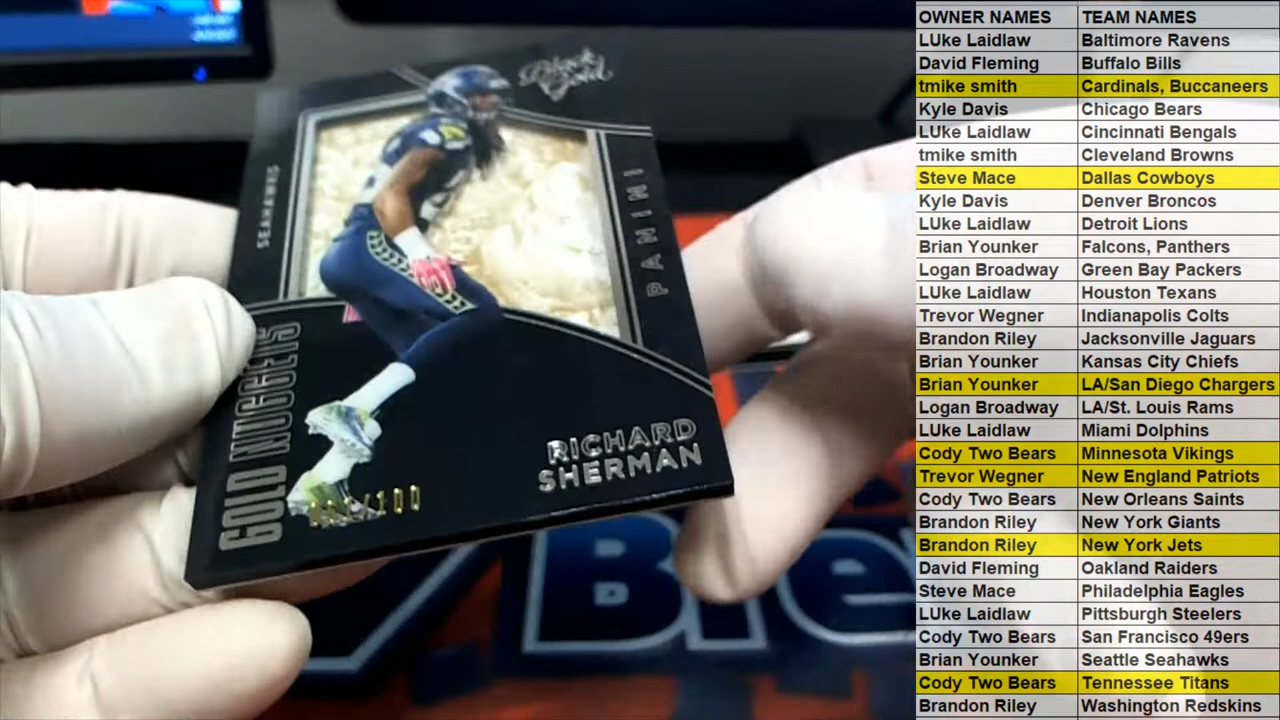 Black Gold
SEAHAWKS
PANINI
GOLD NUGGETS
RICHARD
SHERMAN
/100
Ble
OWNER NAMES TEAM NAMES
LUke Laidlaw Baltimore Ravens
David Fleming Buffalo Bills
tmike smith Cardinals, Buccaneers
Kyle Davis Chicago Bears
LUke Laidlaw Cincinnati Bengals
tmike smith Cleveland Browns
Steve Mace Dallas Cowboys
Kyle Davis Denver Broncos
LUke Laidlaw Detroit Lions
Brian Younker Falcons, Panthers
Logan Broadway Green Bay Packers
LUke Laidlaw Houston Texans
Trevor Wegner Indianapolis Colts
Brandon Riley Jacksonville Jaguars
Brian Younker Kansas City Chiefs
Brian Younker LA/San Diego Chargers
Logan Broadway LA/St. Louis Rams
LUke Laidlaw Miami Dolphins
Cody Two Bears Minnesota Vikings
Trevor Wegner New England Patriots
Cody Two Bears New Orleans Saints
Brandon Riley New York Giants
Brandon Riley New York Jets
David Fleming Oakland Raiders
Steve Mace Philadelphia Eagles
LUke Laidlaw Pittsburgh Steelers
Cody Two Bears San Francisco 49ers
Brian Younker Seattle Seahawks
Cody Two Bears Tennessee Titans
Brandon Riley Washington Redskins